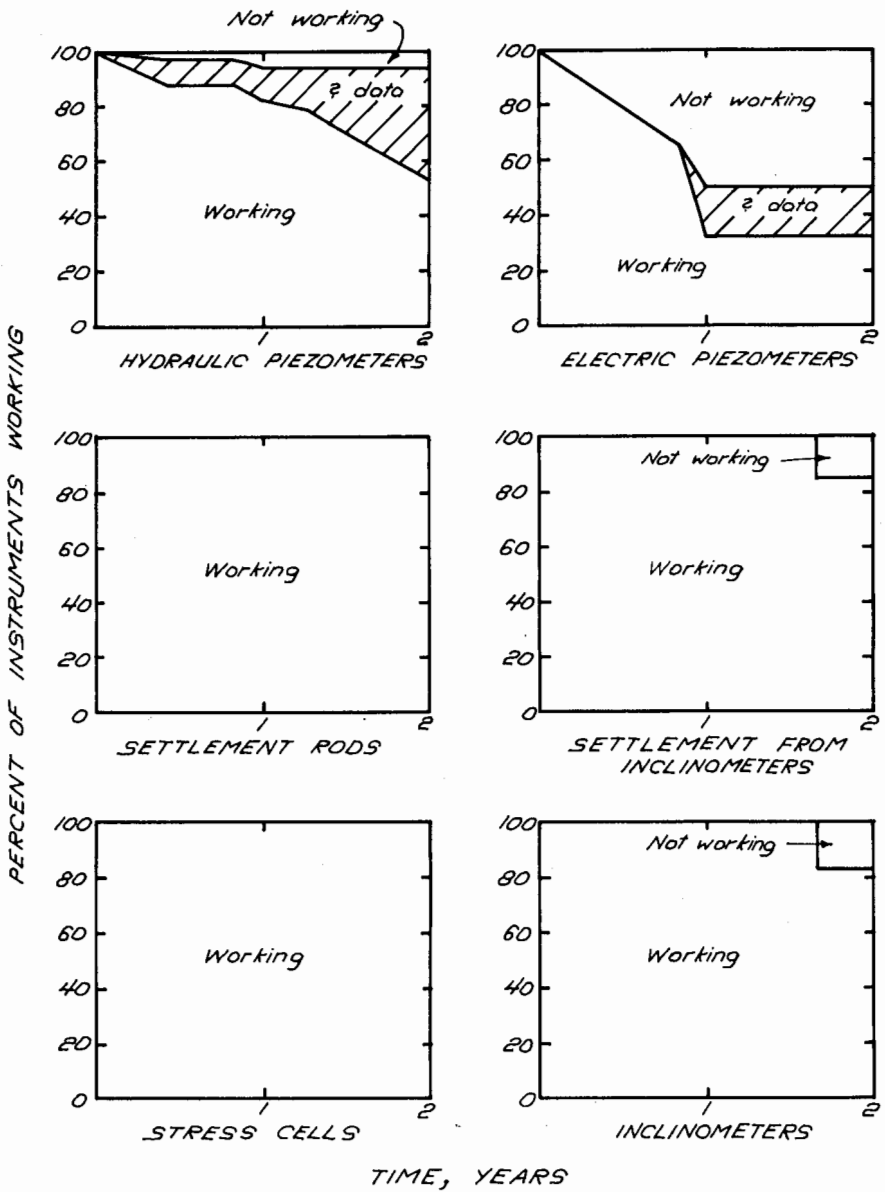 Not working
100
80
60
40
20
0
? data
Working
1
2
HYDRAULIC PIEZOMETERS
100
80
60
40
20
0
Not working
? data
Working
1
2
ELECTRIC PIEZOMETERS
PERCENT OF INSTRUMENTS WORKING
100
80
60
40
20
0
Working
1
2
SETTLEMENT RODS
100
80
60
40
20
0
Not working
Working
1
2
SETTLEMENT FROM
INCLINOMETERS
100
80
60
40
20
0
Working
1
2
STRESS CELLS
100
80
60
40
20
0
Not working
Working
1
2
INCLINOMETERS
TIME, YEARS